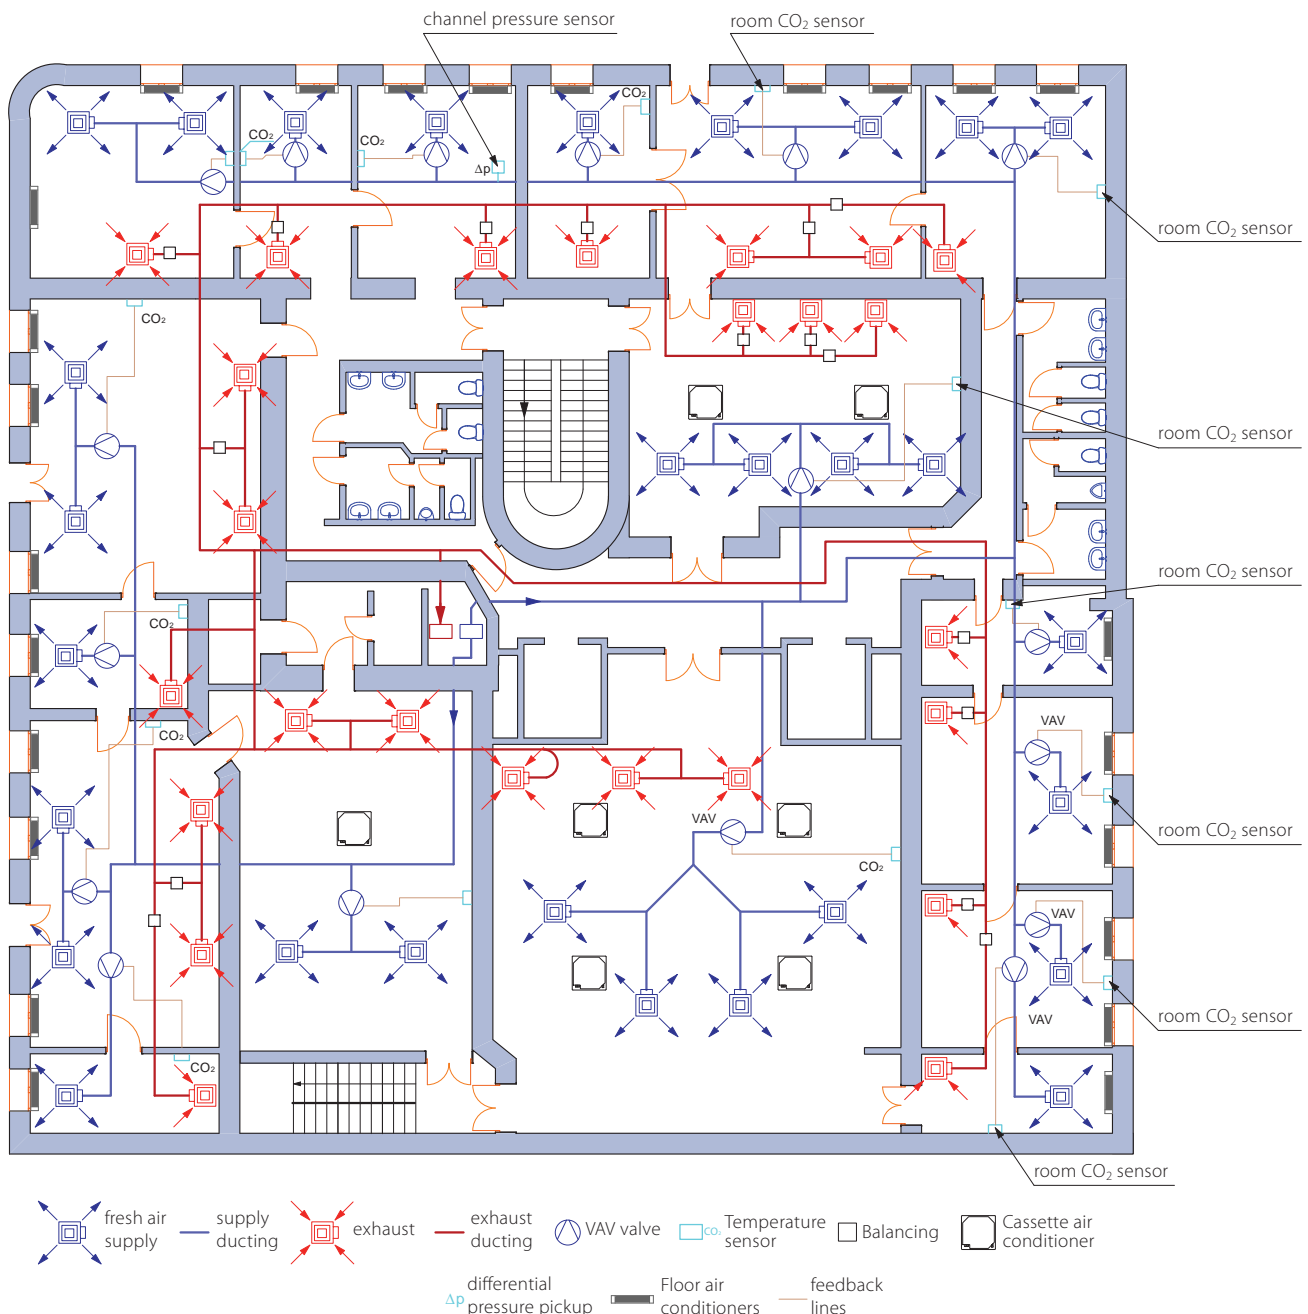 channel pressure sensor
room CO₂ sensor
CO₂
CO₂
CO₂
Δp
room CO₂ sensor
CO₂
room CO₂ sensor
room CO₂ sensor
CO₂
CO₂
VAV
VAV
room CO₂ sensor
CO₂
VAV
room CO₂ sensor
VAV
CO₂
room CO₂ sensor
fresh air
supply
supply
ducting
exhaust
exhaust
ducting
VAV valve
CO₂
Temperature
sensor
Balancing
Cassette air
conditioner
Δp
differential
pressure pickup
Floor air
conditioners
feedback
lines